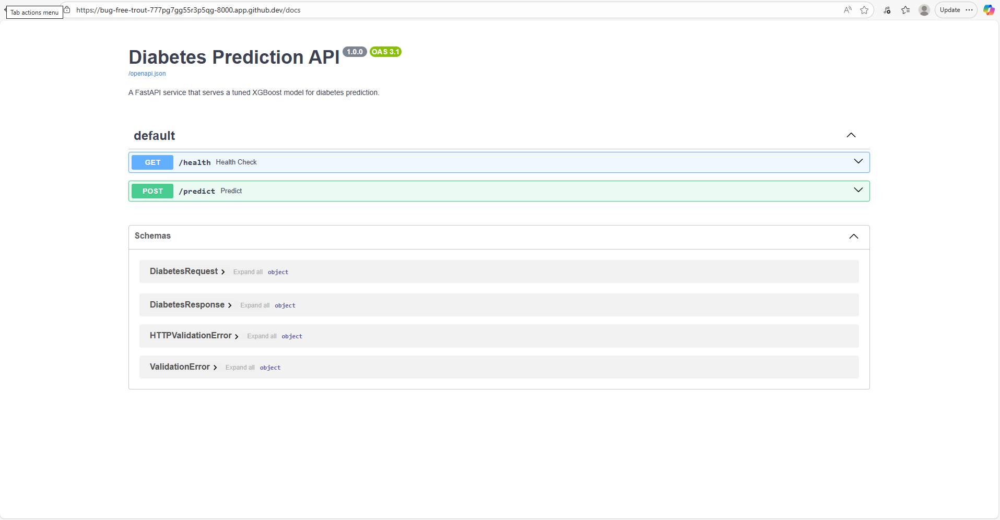 Tab actions menu
https://bug-free-trout-777pg7gg55r3p5qg-8000.app.github.dev/docs
Update
Diabetes Prediction API 1.0.0 OAS 3.1
/openapi.json
A FastAPI service that serves a tuned XGBoost model for diabetes prediction.
default
GET /health Health Check
POST /predict Predict
Schemas
DiabetesRequest Expand all object
DiabetesResponse Expand all object
HTTPValidationError Expand all object
ValidationError Expand all object